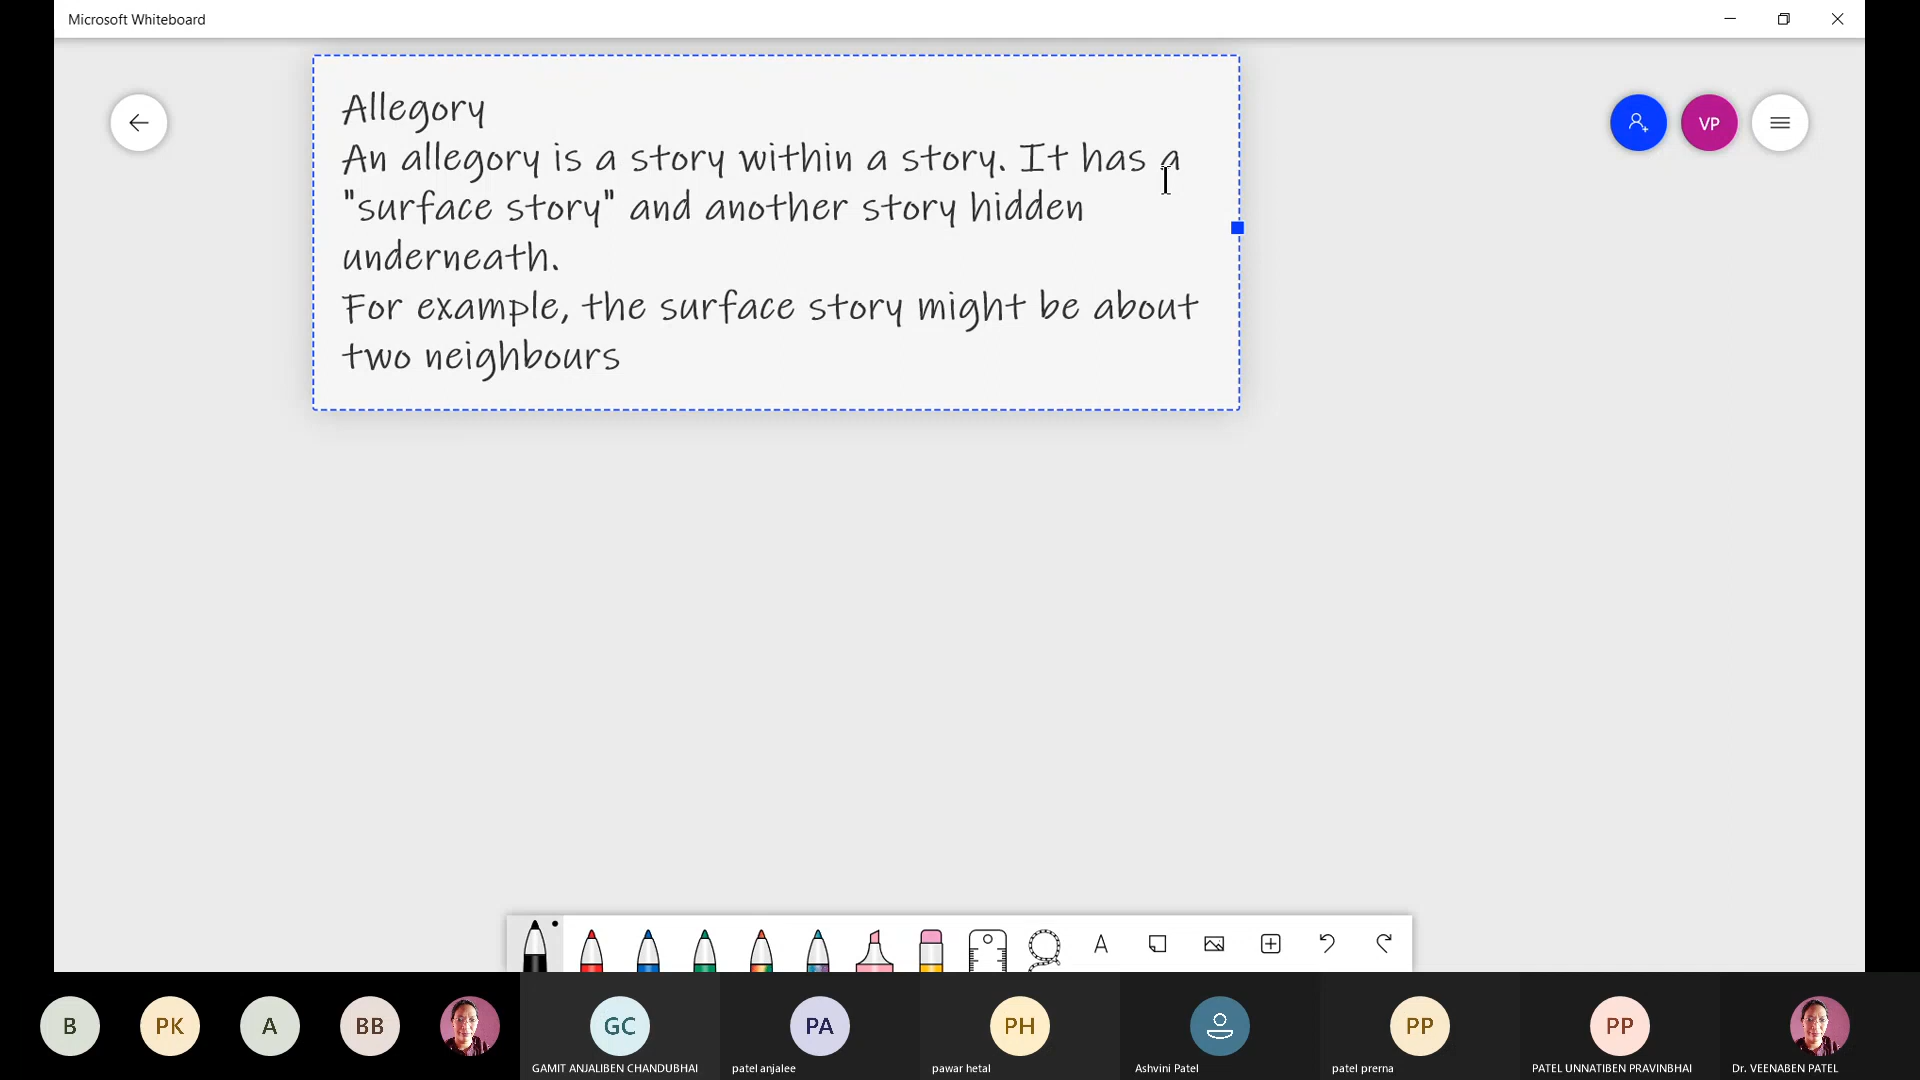 Microsoft Whiteboard
Allegory
An allegory is a story within a story. It has a
"surface story" and another story hidden
underneath.
For example, the surface story might be about
two neighbours
VP
A
B
PK
A
BB
GC
PA
PH
PP
PP
GAMIT ANJALIBEN CHANDUBHAI
patel anjalee
pawar hetal
Ashvini Patel
patel prerna
PATEL UNNATIBEN PRAVINBHAI
Dr. VEENABEN PATEL